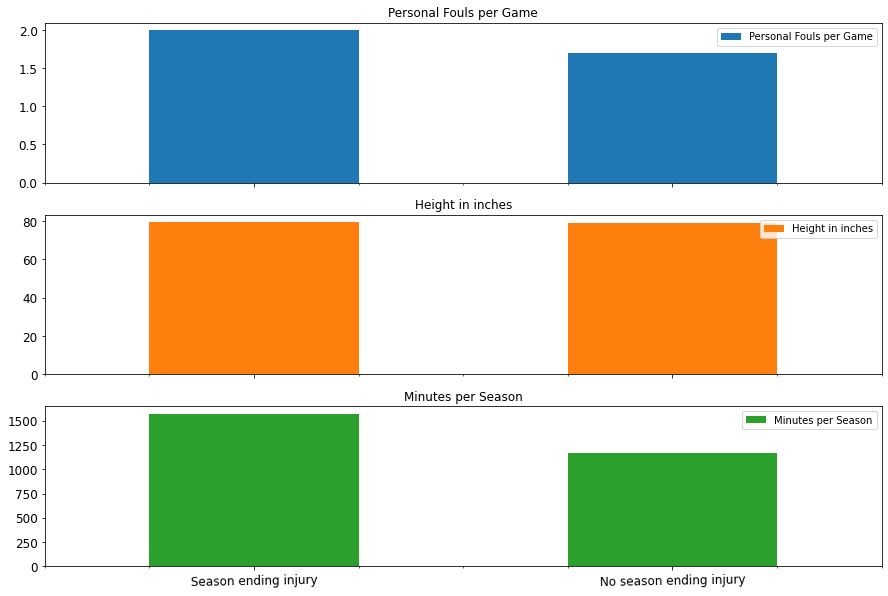 Personal Fouls per Game
2.0
Personal Fouls per Game
1.5
1.0
0.5
0.0
Height in inches
80
Height in inches
60
40
20
0
Minutes per Season
1500
Minutes per Season
1250
1000
750
500
250
0
Season ending injury
No season ending injury